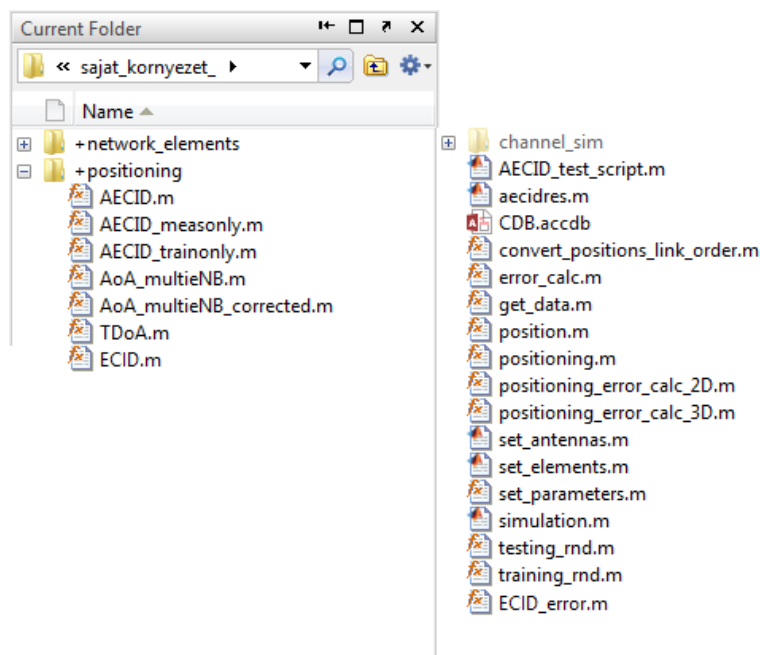 Current Folder
« sajat_kornyezet_
Name
+network_elements
+positioning
AECID.m
AECID_measonly.m
AECID_trainonly.m
AoA_multieNB.m
AoA_multieNB_corrected.m
TDoA.m
ECID.m
channel_sim
AECID_test_script.m
aecidres.m
CDB.accdb
convert_positions_link_order.m
error_calc.m
get_data.m
position.m
positioning.m
positioning_error_calc_2D.m
positioning_error_calc_3D.m
set_antennas.m
set_elements.m
set_parameters.m
simulation.m
testing_rnd.m
training_rnd.m
ECID_error.m